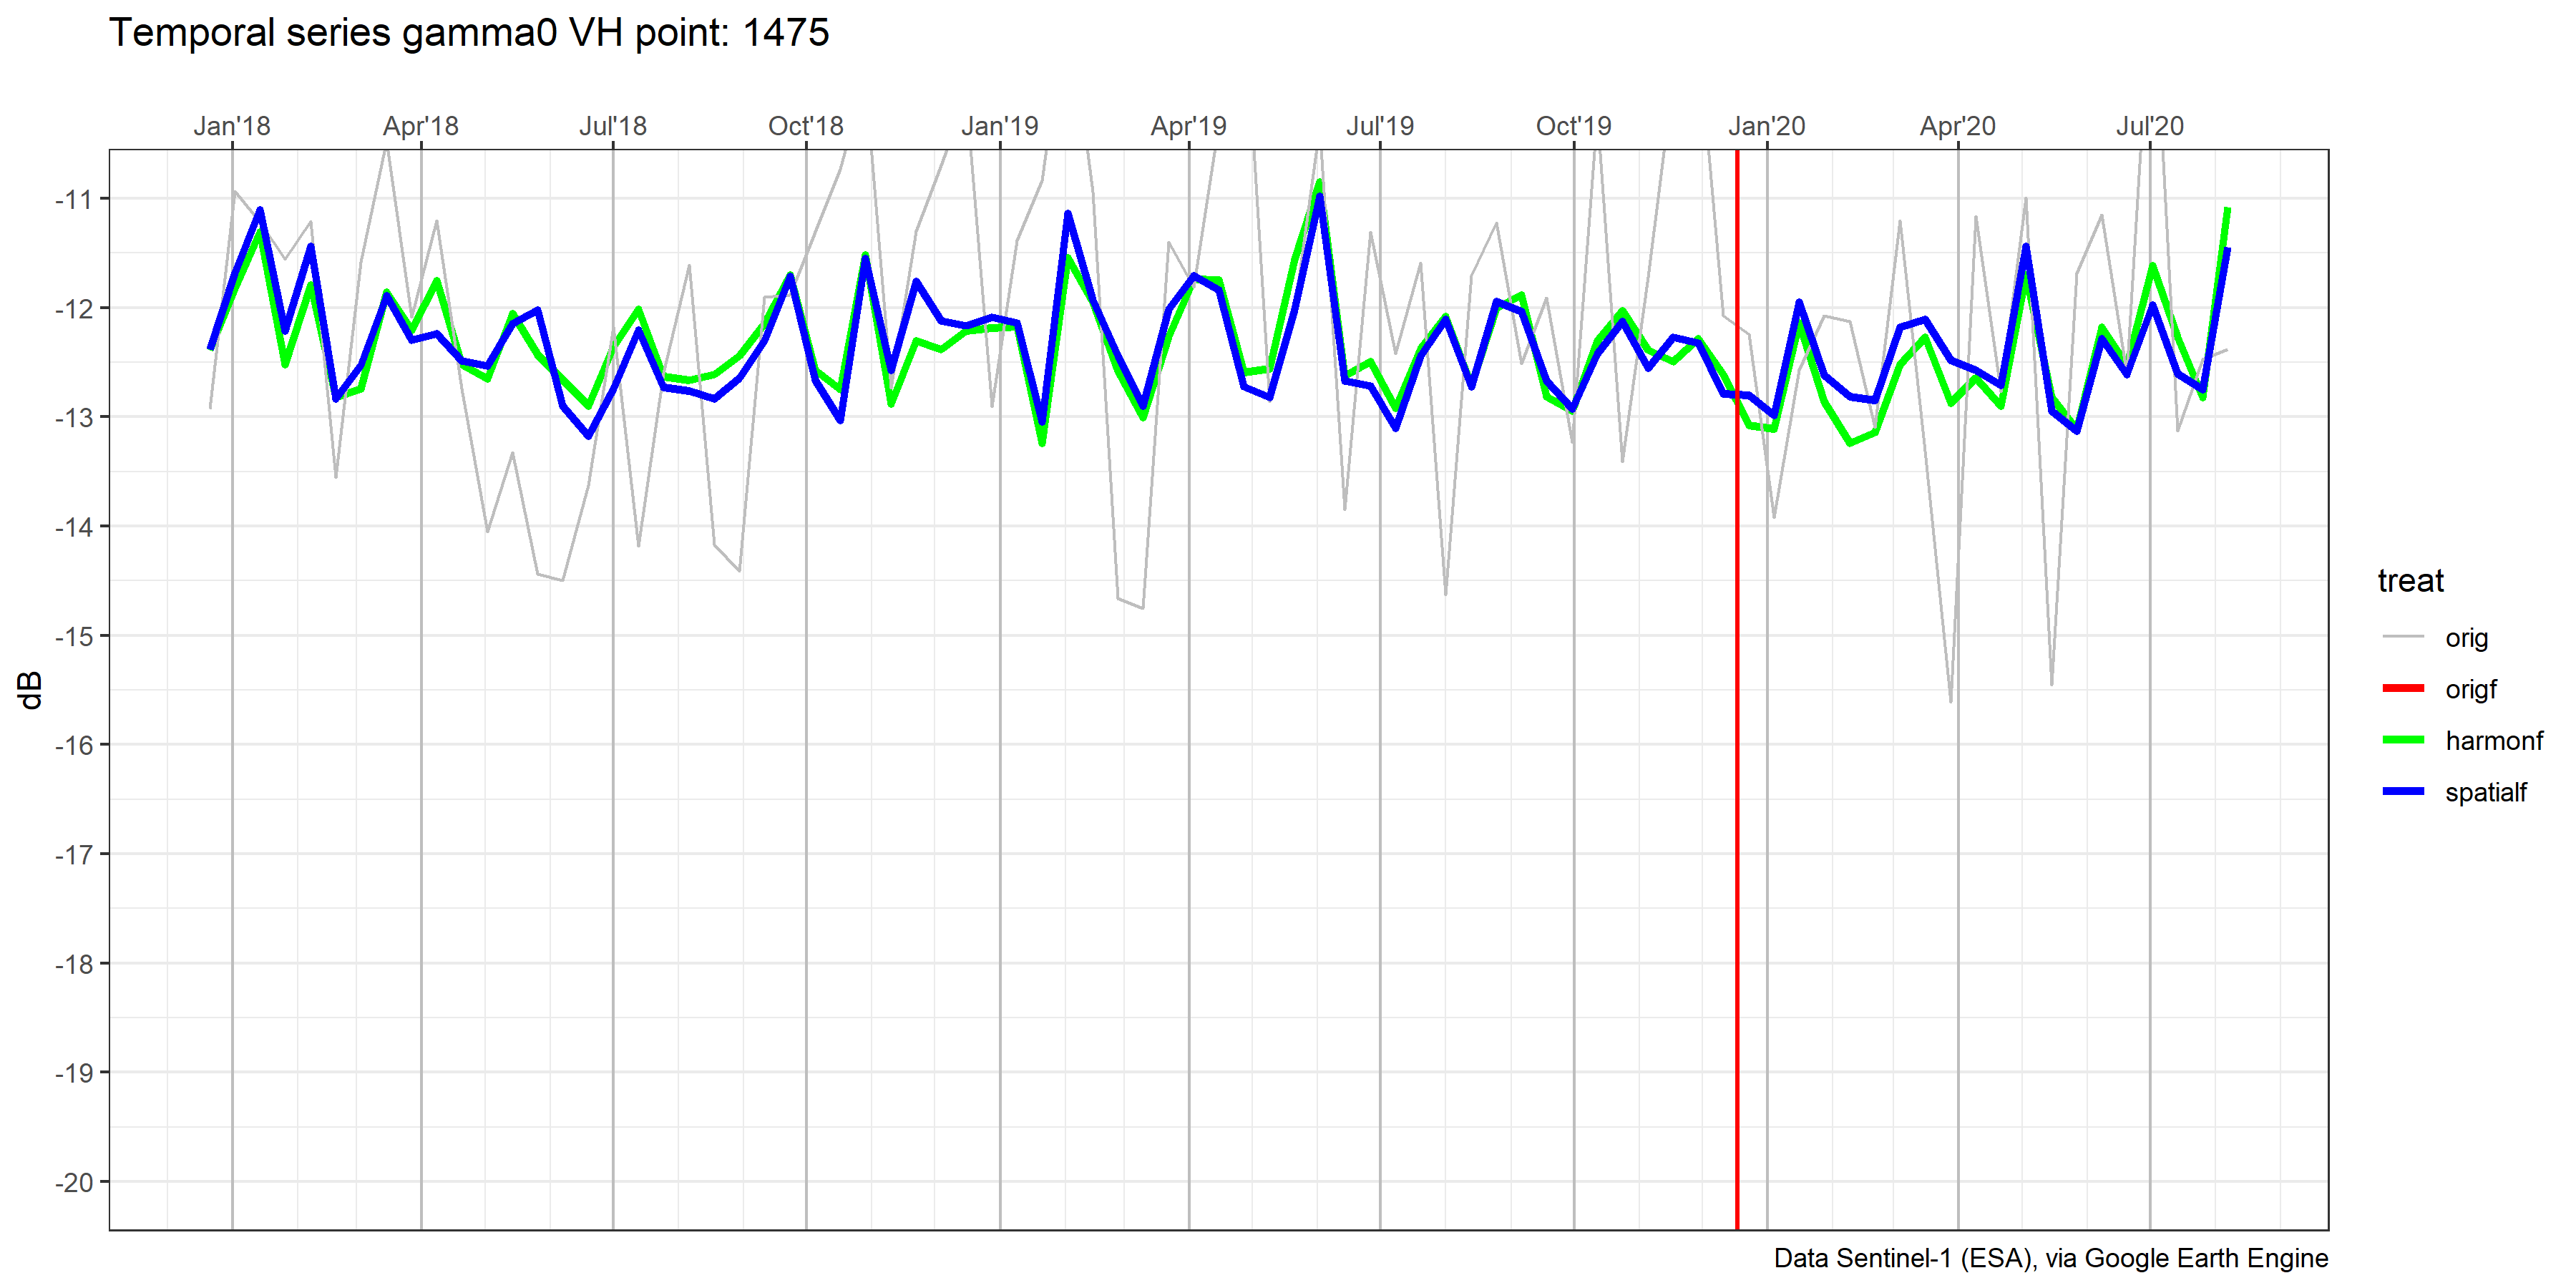 Temporal series gamma0 VH point: 1475
Jan'18 Apr'18 Jul'18 Oct'18 Jan'19 Apr'19 Jul'19 Oct'19 Jan'20 Apr'20 Jul'20
-11
-12
-13
-14
-15
-16
-17
-18
-19
-20
dB
treat
orig
origf
harmonf
spatialf
Data Sentinel-1 (ESA), via Google Earth Engine